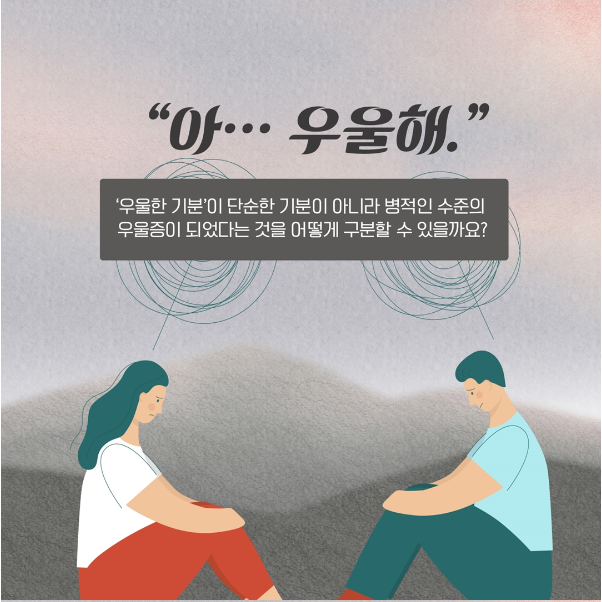 “아… 우울해.”
‘우울한 기분’이 단순한 기분이 아니라 병적인 수준의
우울증이 되었다는 것을 어떻게 구분할 수 있을까요?